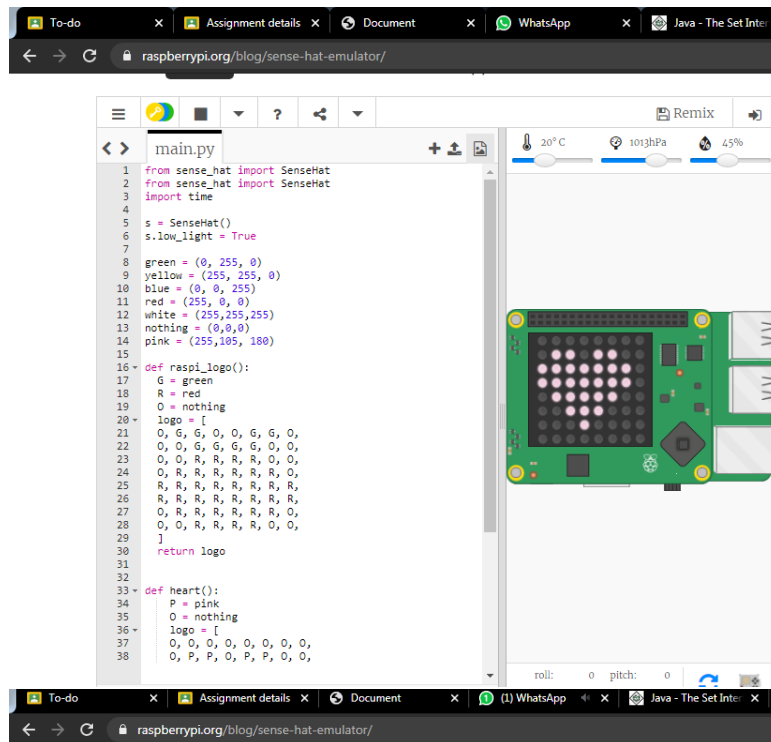 To-do × Assignment details × Document × WhatsApp × Java - The Set Inter
raspberrypi.org/blog/sense-hat-emulator/
? Remix
main.py
20°C 1013hPa 45%
1 from sense_hat import SenseHat
2 from sense_hat import SenseHat
3 import time
4
5 s = SenseHat()
6 s.low_light = True
7
8 green = (0, 255, 0)
9 yellow = (255, 255, 0)
10 blue = (0, 0, 255)
11 red = (255, 0, 0)
12 white = (255,255,255)
13 nothing = (0,0,0)
14 pink = (255,105, 180)
15
16 def raspi_logo():
17 G = green
18 R = red
19 O = nothing
20 logo = [
21 O, G, G, O, O, G, G, O,
22 O, O, G, G, G, G, O, O,
23 O, O, R, R, R, R, O, O,
24 O, R, R, R, R, R, R, O,
25 R, R, R, R, R, R, R, R,
26 R, R, R, R, R, R, R, R,
27 O, R, R, R, R, R, R, O,
28 O, O, R, R, R, R, O, O,
29 ]
30 return logo
31
32
33 def heart():
34 P = pink
35 O = nothing
36 logo = [
37 O, O, O, O, O, O, O, O,
38 O, P, P, O, P, P, O, O,
roll: 0 pitch: 0
To-do × Assignment details × Document × (1) WhatsApp × Java - The Set Inter ×
raspberrypi.org/blog/sense-hat-emulator/